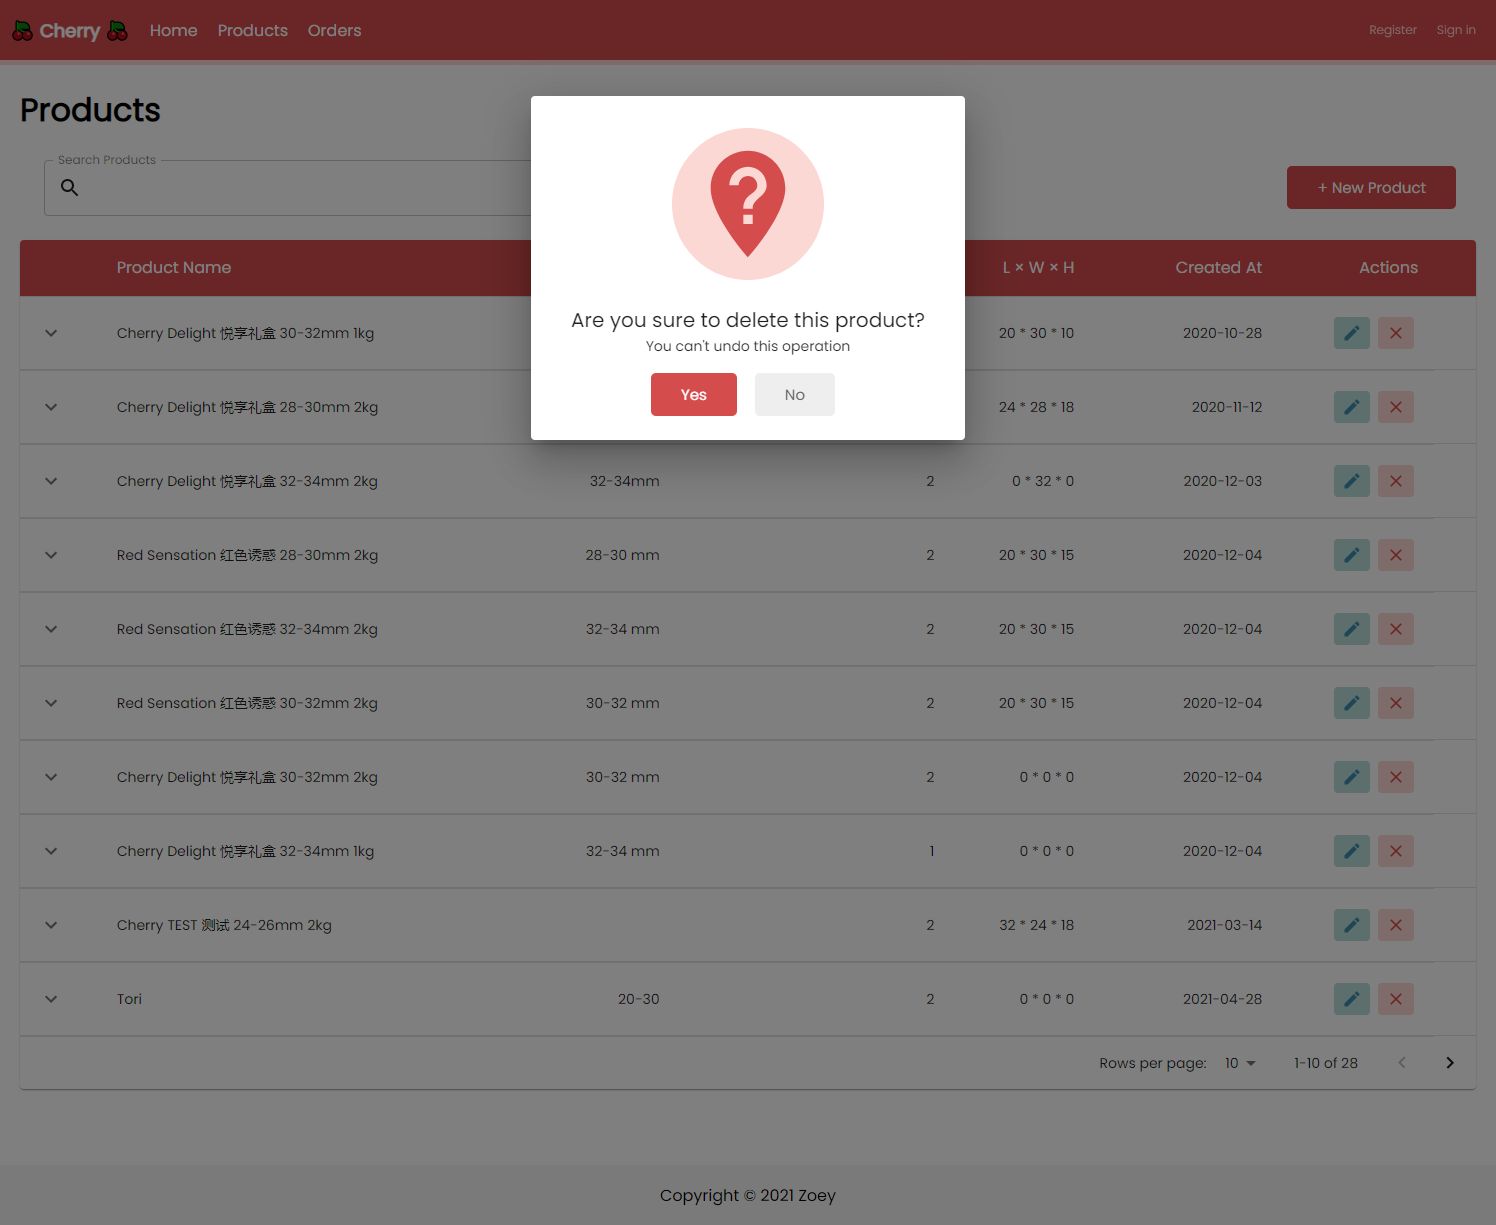 Cherry Home Products Orders Register Sign in
Products
Search Products
+ New Product
Product Name L × W × H Created At Actions
Cherry Delight 悦享礼盒 30-32mm 1kg 20 * 30 * 10 2020-10-28
Cherry Delight 悦享礼盒 28-30mm 2kg 24 * 28 * 18 2020-11-12
?
Are you sure to delete this product?
You can't undo this operation
Yes No
Cherry Delight 悦享礼盒 32-34mm 2kg 32-34mm 2 0 * 32 * 0 2020-12-03
Red Sensation 红色诱惑 28-30mm 2kg 28-30 mm 2 20 * 30 * 15 2020-12-04
Red Sensation 红色诱惑 32-34mm 2kg 32-34 mm 2 20 * 30 * 15 2020-12-04
Red Sensation 红色诱惑 30-32mm 2kg 30-32 mm 2 20 * 30 * 15 2020-12-04
Cherry Delight 悦享礼盒 30-32mm 2kg 30-32 mm 2 0 * 0 * 0 2020-12-04
Cherry Delight 悦享礼盒 32-34mm 1kg 32-34 mm 1 0 * 0 * 0 2020-12-04
Cherry TEST 测试 24-26mm 2kg 2 32 * 24 * 18 2021-03-14
Tori 20-30 2 0 * 0 * 0 2021-04-28
Rows per page: 10 1-10 of 28
Copyright © 2021 Zoey